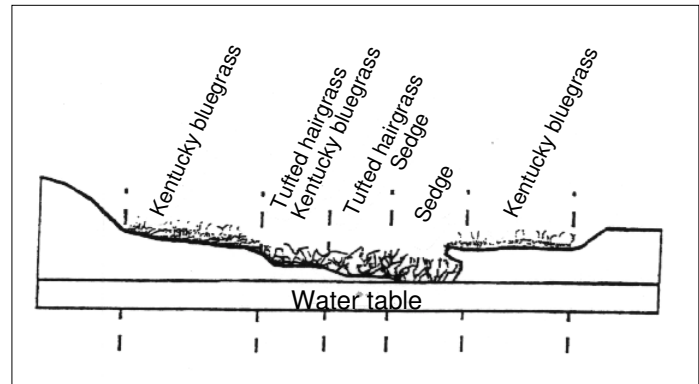 Kentucky bluegrass
Tufted hairgrass
Kentucky bluegrass
Tufted hairgrass
Sedge
Sedge
Kentucky bluegrass
Water table